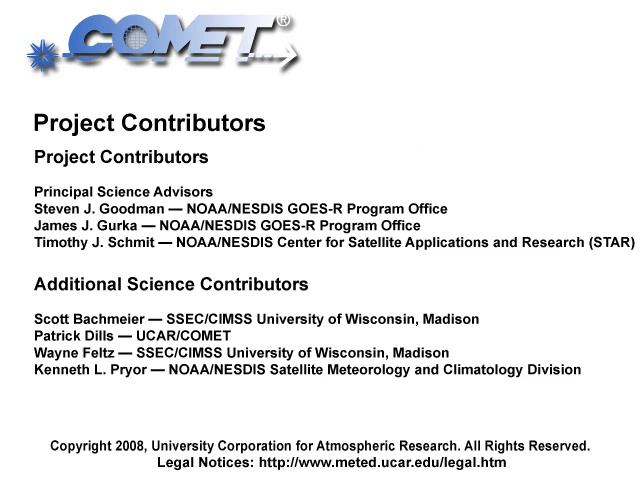 COMET®
Project Contributors
Project Contributors
Principal Science Advisors
Steven J. Goodman — NOAA/NESDIS GOES-R Program Office
James J. Gurka — NOAA/NESDIS GOES-R Program Office
Timothy J. Schmit — NOAA/NESDIS Center for Satellite Applications and Research (STAR)
Additional Science Contributors
Scott Bachmeier — SSEC/CIMSS University of Wisconsin, Madison
Patrick Dills — UCAR/COMET
Wayne Feltz — SSEC/CIMSS University of Wisconsin, Madison
Kenneth L. Pryor — NOAA/NESDIS Satellite Meteorology and Climatology Division
Copyright 2008, University Corporation for Atmospheric Research. All Rights Reserved.
Legal Notices: http://www.meted.ucar.edu/legal.htm